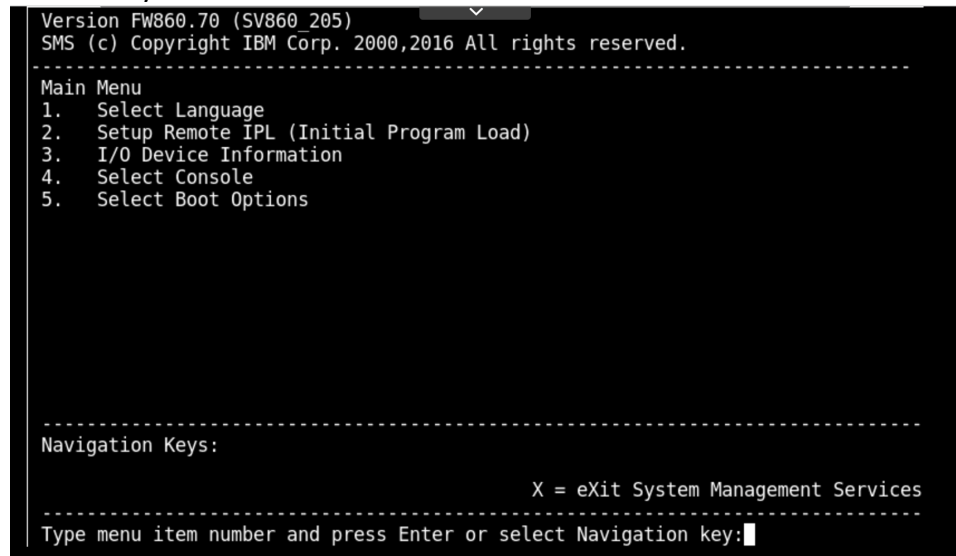 Version FW860.70 (SV860_205)
SMS (c) Copyright IBM Corp. 2000,2016 All rights reserved.
-------------------------------------------------------------------------------
Main Menu
1.   Select Language
2.   Setup Remote IPL (Initial Program Load)
3.   I/O Device Information
4.   Select Console
5.   Select Boot Options
-------------------------------------------------------------------------------
Navigation Keys:
X = eXit System Management Services
-------------------------------------------------------------------------------
Type menu item number and press Enter or select Navigation key: